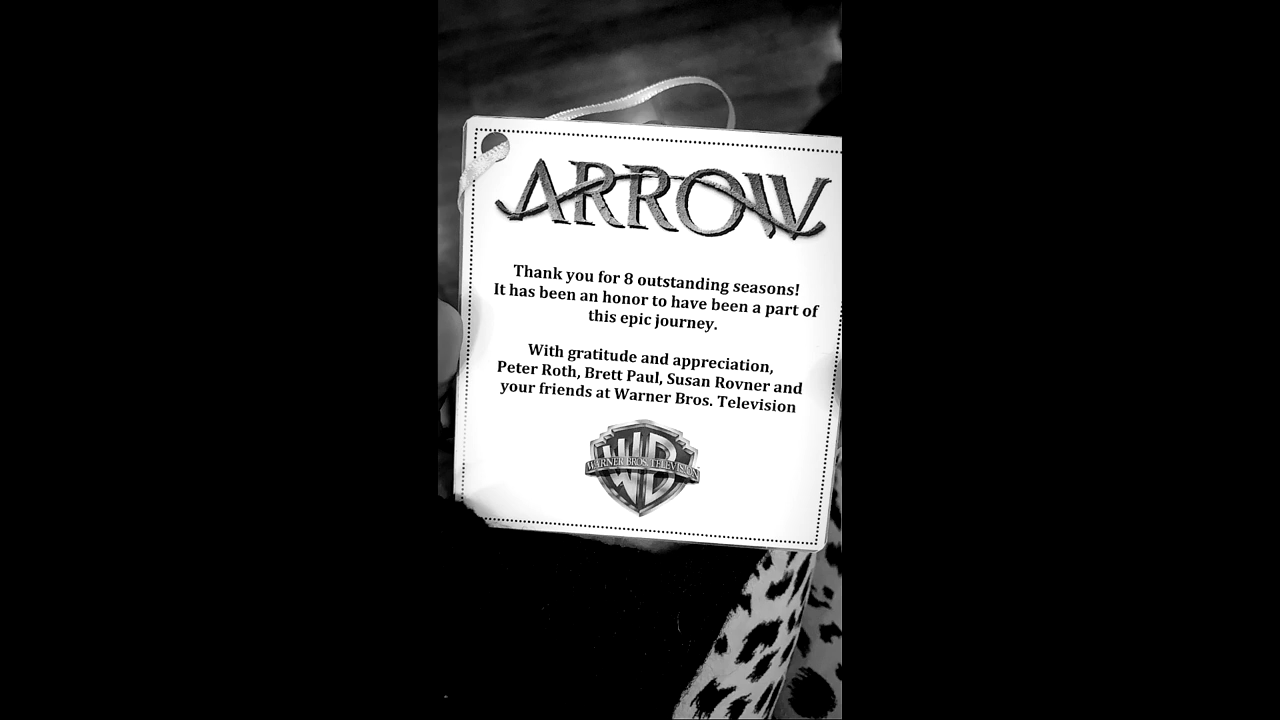 ARROW
Thank you for 8 outstanding seasons!
It has been an honor to have been a part of
this epic journey.
With gratitude and appreciation,
Peter Roth, Brett Paul, Susan Rovner and
your friends at Warner Bros. Television
WB
WARNER BROS. TELEVISION